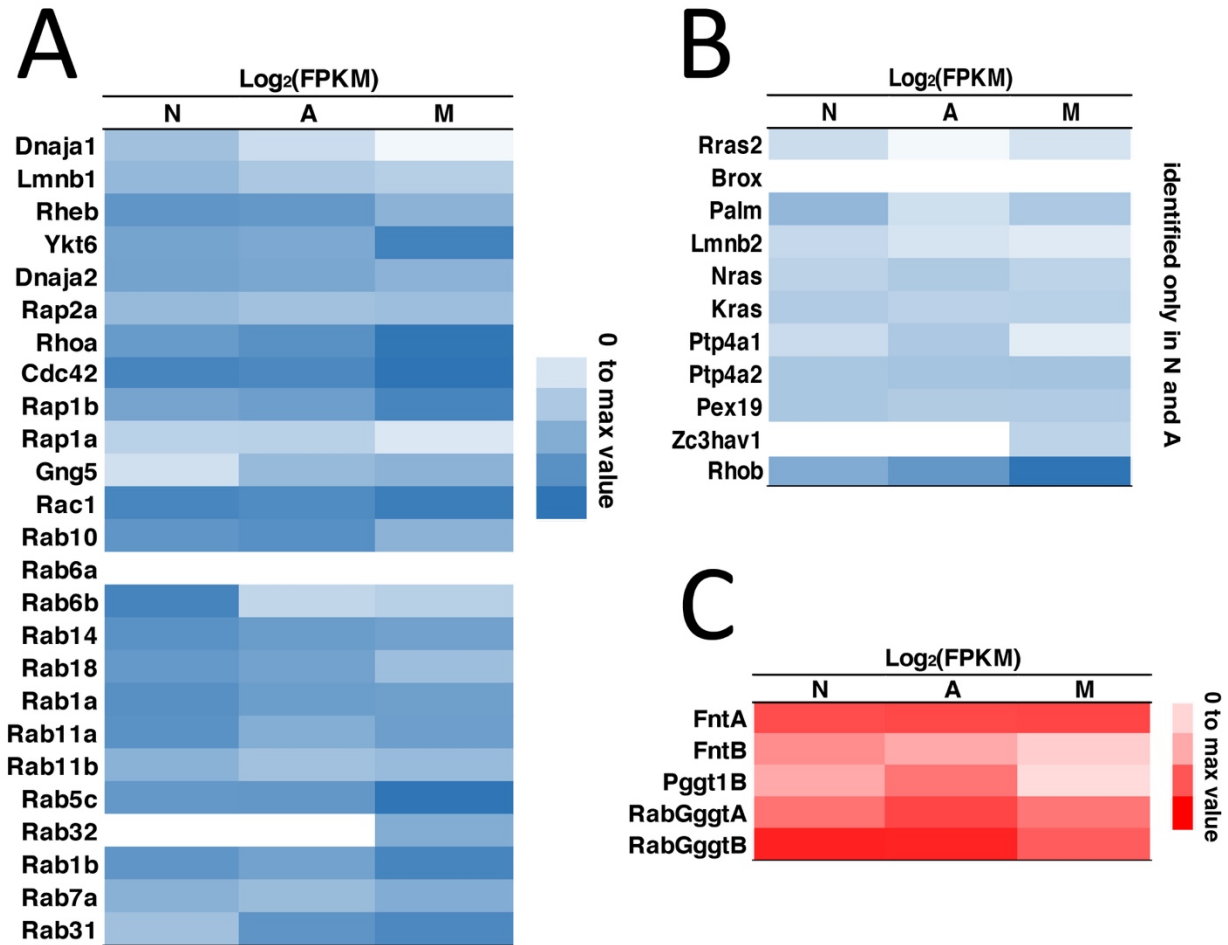 A
Log2(FPKM)
N A M
Dnaja1
Lmnb1
Rheb
Ykt6
Dnaja2
Rap2a
Rhoa
Cdc42
Rap1b
Rap1a
Gng5
Rac1
Rab10
Rab6a
Rab6b
Rab14
Rab18
Rab1a
Rab11a
Rab11b
Rab5c
Rab32
Rab1b
Rab7a
Rab31
0 to max value
B
Log2(FPKM)
N A M
Rras2
Brox
Palm
Lmnb2
Nras
Kras
Ptp4a1
Ptp4a2
Pex19
Zc3hav1
Rhob
identified only in N and A
C
Log2(FPKM)
N A M
FntA
FntB
Pggt1B
RabGggtA
RabGggtB
0 to max value